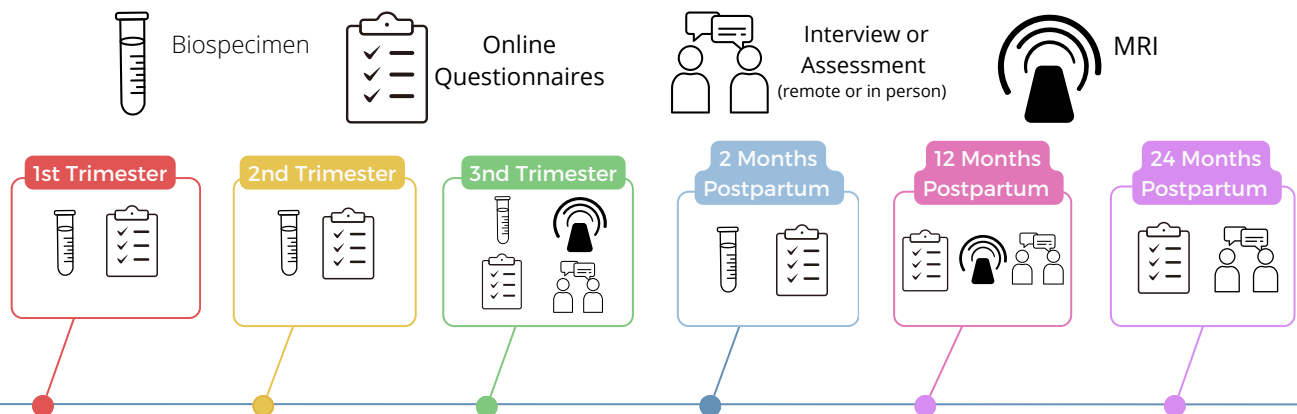 Biospecimen
Online
Questionnaires
Interview or
Assessment
(remote or in person)
MRI
1st Trimester
2nd Trimester
3nd Trimester
2 Months
Postpartum
12 Months
Postpartum
24 Months
Postpartum